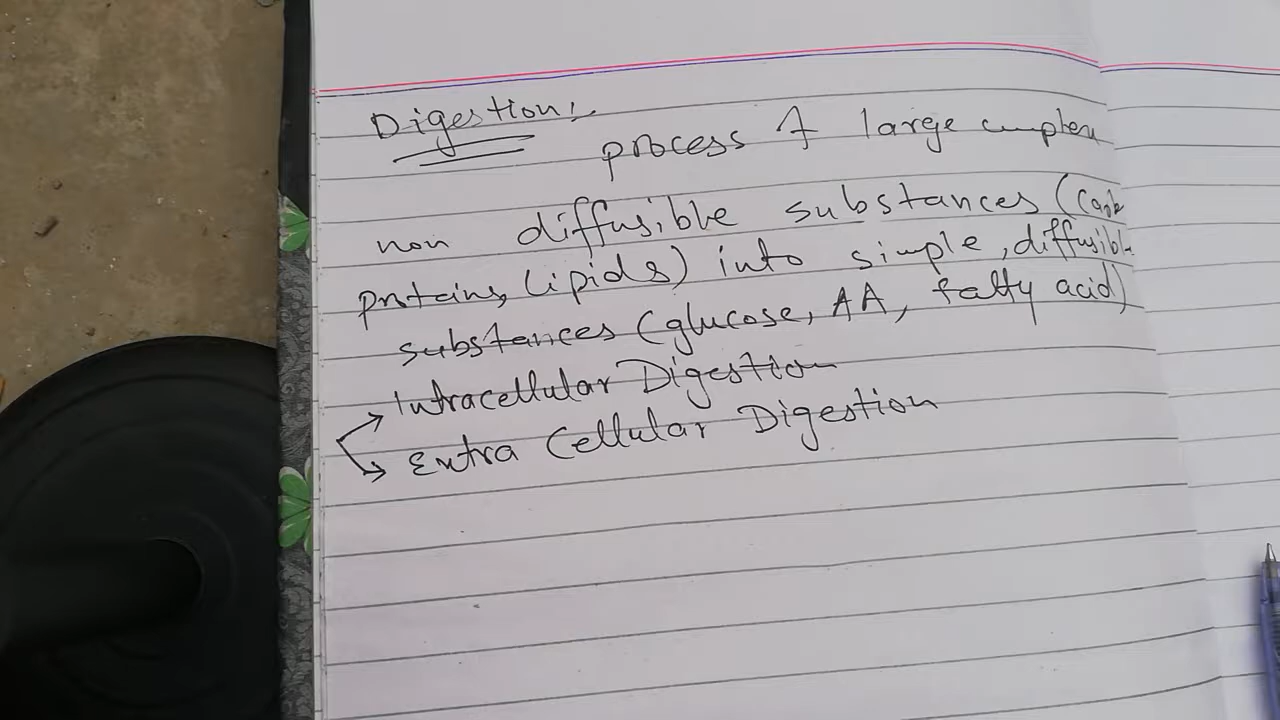 Digestion:-
process of large complex
non diffusible substances (Carb
proteins, lipids) into simple, diffusible
substances (glucose, AA, fatty acid)
→ Intracellular Digestion
→ Extra Cellular Digestion